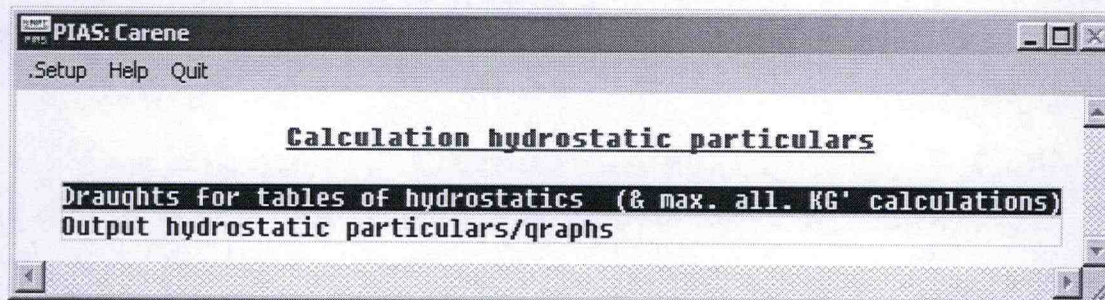 PIAS: Carene
.Setup Help Quit
Calculation hydrostatic particulars
Draughts for tables of hydrostatics (& max. all. KG' calculations)
Output hydrostatic particulars/graphs